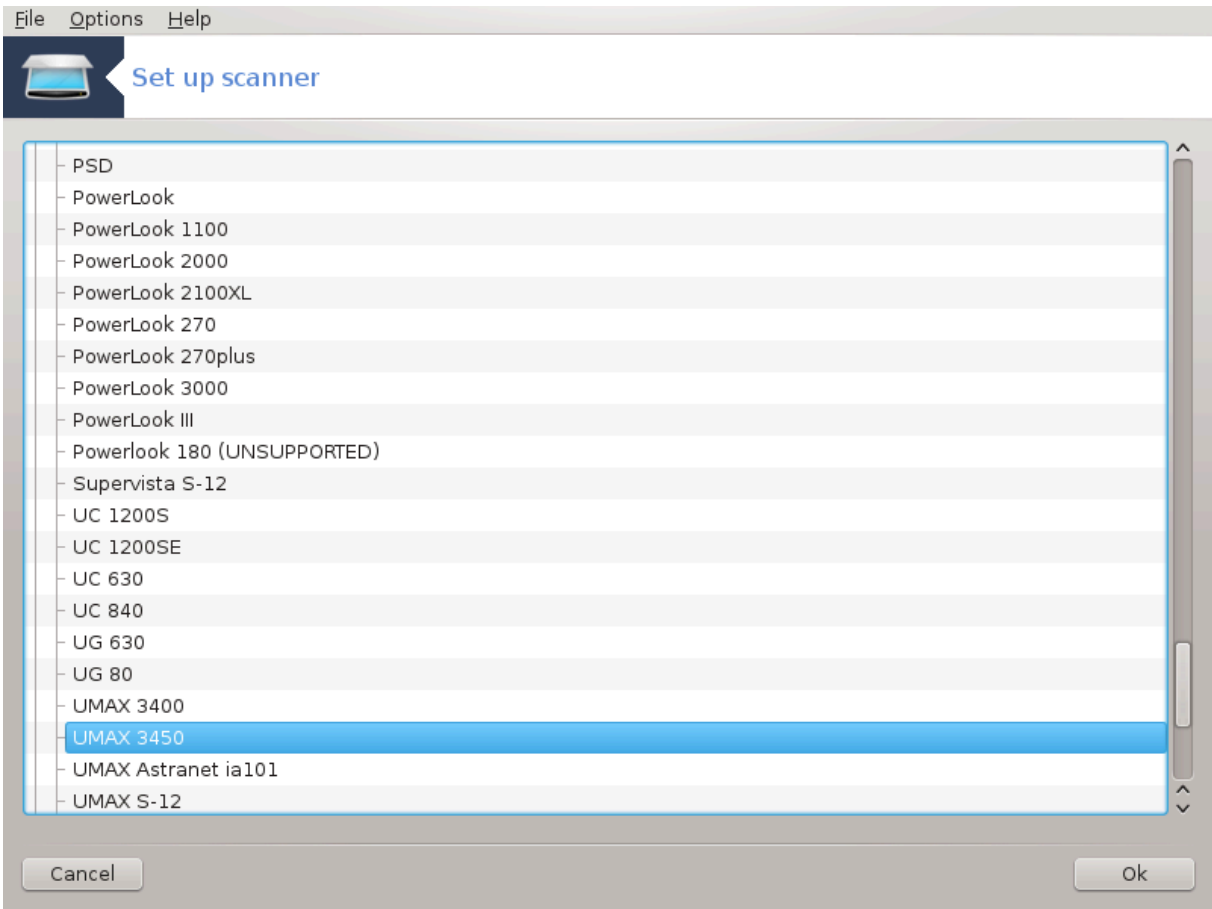 File Options Help
Set up scanner
PSD
PowerLook
PowerLook 1100
PowerLook 2000
PowerLook 2100XL
PowerLook 270
PowerLook 270plus
PowerLook 3000
PowerLook III
Powerlook 180 (UNSUPPORTED)
Supervista S-12
UC 1200S
UC 1200SE
UC 630
UC 840
UG 630
UG 80
UMAX 3400
UMAX 3450
UMAX Astranet ia101
UMAX S-12
Cancel Ok